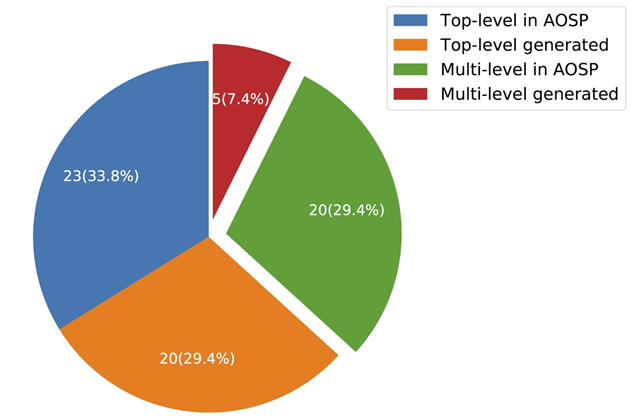 Top-level in AOSP
Top-level generated
Multi-level in AOSP
Multi-level generated
5(7.4%)
23(33.8%)
20(29.4%)
20(29.4%)